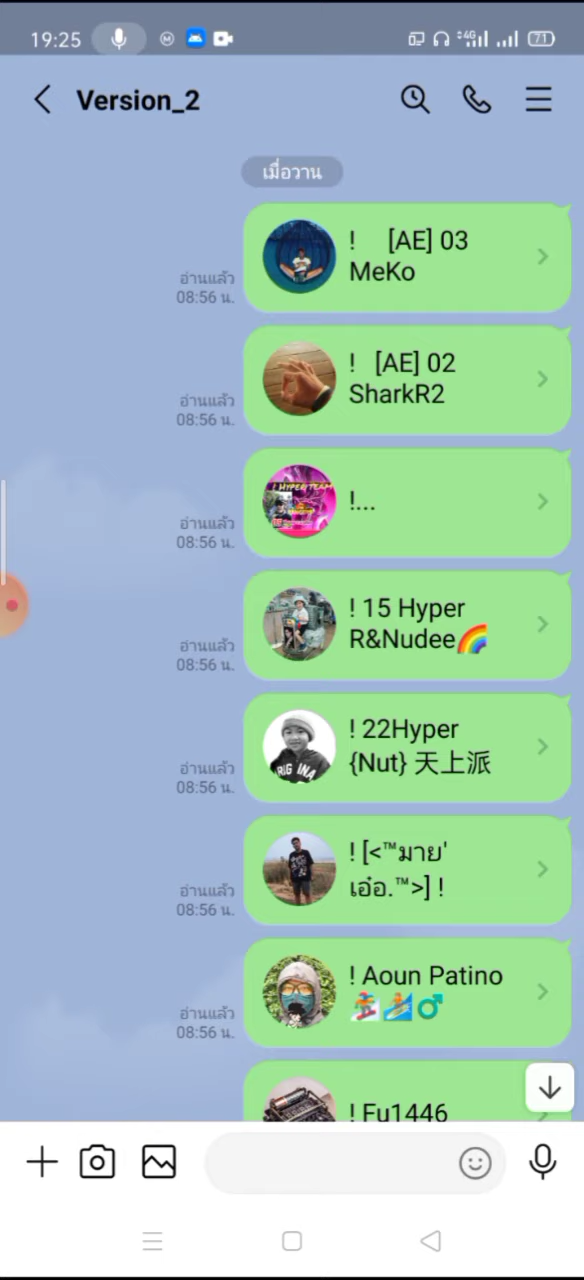 19:25
4G
71
Version_2
เมื่อวาน
! [AE] 03
MeKo
อ่านแล้ว
08:56 น.
! [AE] 02
SharkR2
อ่านแล้ว
08:56 น.
! HYPER TEAM
!...
อ่านแล้ว
08:56 น.
! 15 Hyper
R&Nudee🌈
อ่านแล้ว
08:56 น.
! 22Hyper
{Nut} 天上派
อ่านแล้ว
08:56 น.
! [<™มาย'
เอ๋อ.™>] !
อ่านแล้ว
08:56 น.
! Aoun Patino
🏂🏄♂
อ่านแล้ว
08:56 น.
! Fu1446